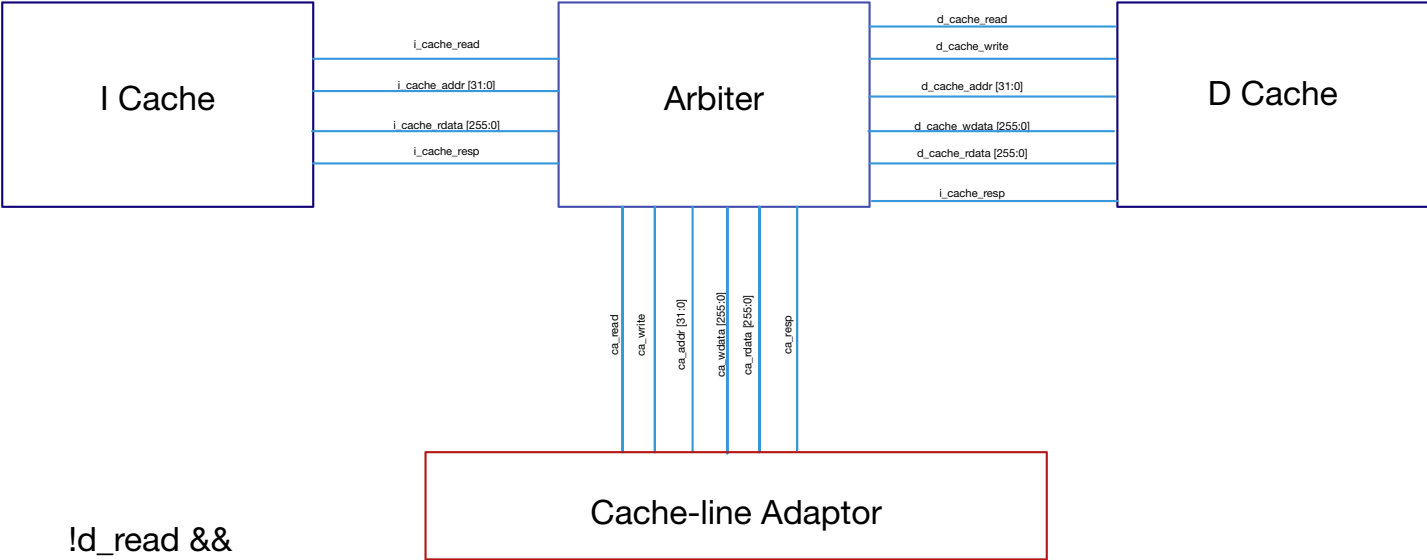 I Cache
i_cache_read
i_cache_addr [31:0]
i_cache_rdata [255:0]
i_cache_resp
Arbiter
d_cache_read
d_cache_write
d_cache_addr [31:0]
d_cache_wdata [255:0]
d_cache_rdata [255:0]
i_cache_resp
D Cache
ca_read
ca_write
ca_addr [31:0]
ca_wdata [255:0]
ca_rdata [255:0]
ca_resp
Cache-line Adaptor
!d_read &&